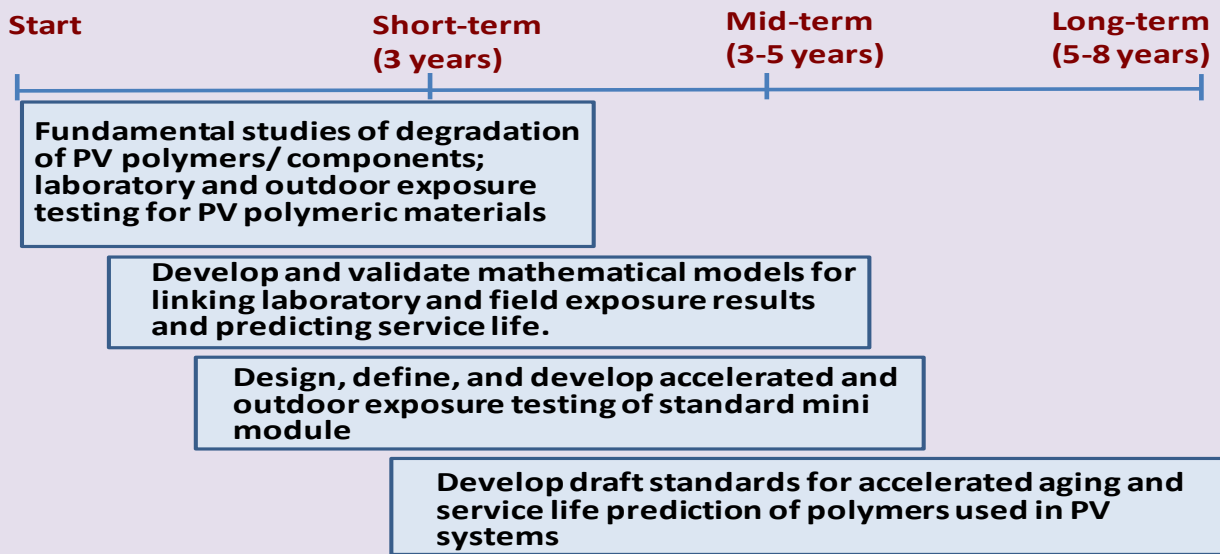 Start
Short-term
(3 years)
Mid-term
(3-5 years)
Long-term
(5-8 years)
Fundamental studies of degradation
of PV polymers/ components;
laboratory and outdoor exposure
testing for PV polymeric materials
Develop and validate mathematical models for
linking laboratory and field exposure results
and predicting service life.
Design, define, and develop accelerated and
outdoor exposure testing of standard mini
module
Develop draft standards for accelerated aging and
service life prediction of polymers used in PV
systems